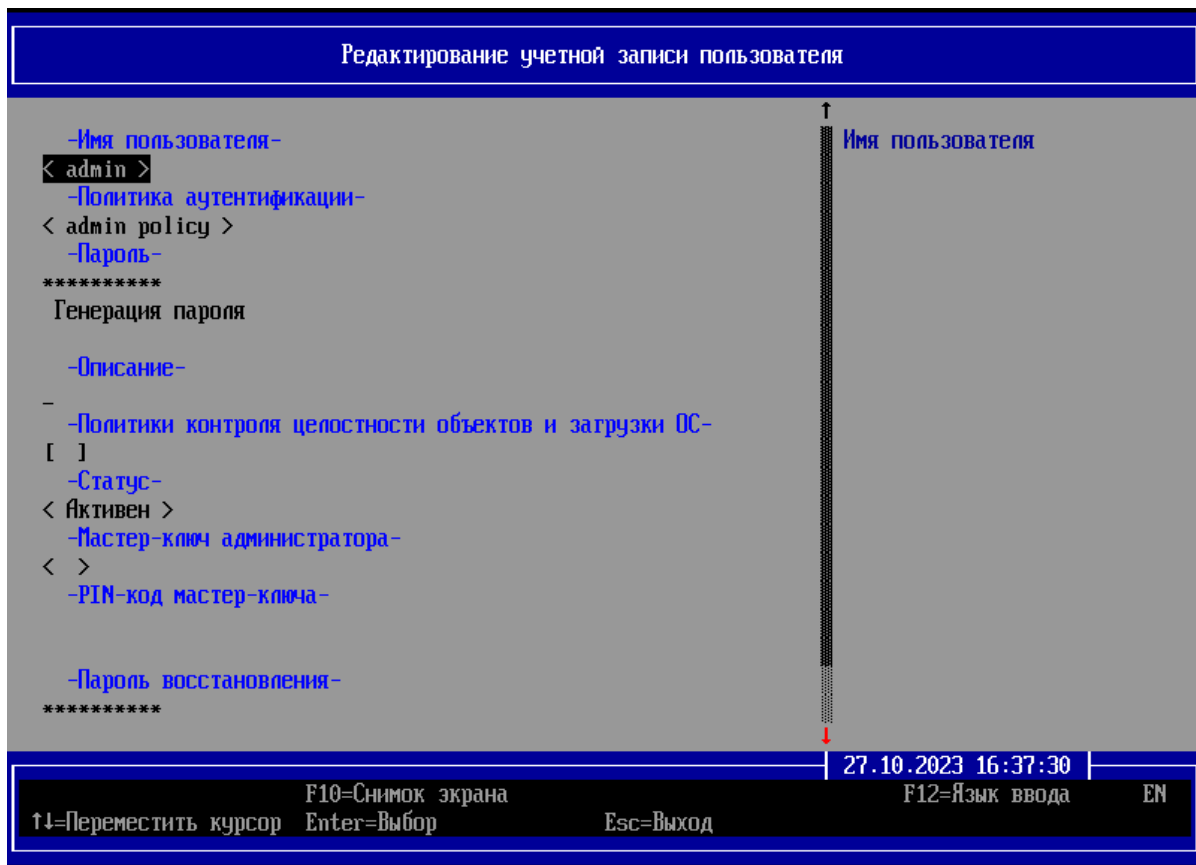 Редактирование учетной записи пользователя
-Имя пользователя-
Имя пользователя
< admin >
-Политика аутентификации-
< admin policy >
-Пароль-
**********
Генерация пароля
-Описание-
_
-Политики контроля целостности объектов и загрузки ОС-
[ ]
-Статус-
< Активен >
-Мастер-ключ администратора-
< >
-PIN-код мастер-ключа-
-Пароль восстановления-
**********
27.10.2023 16:37:30
F10=Снимок экрана F12=Язык ввода EN
↑↓=Переместить курсор Enter=Выбор Esc=Выход